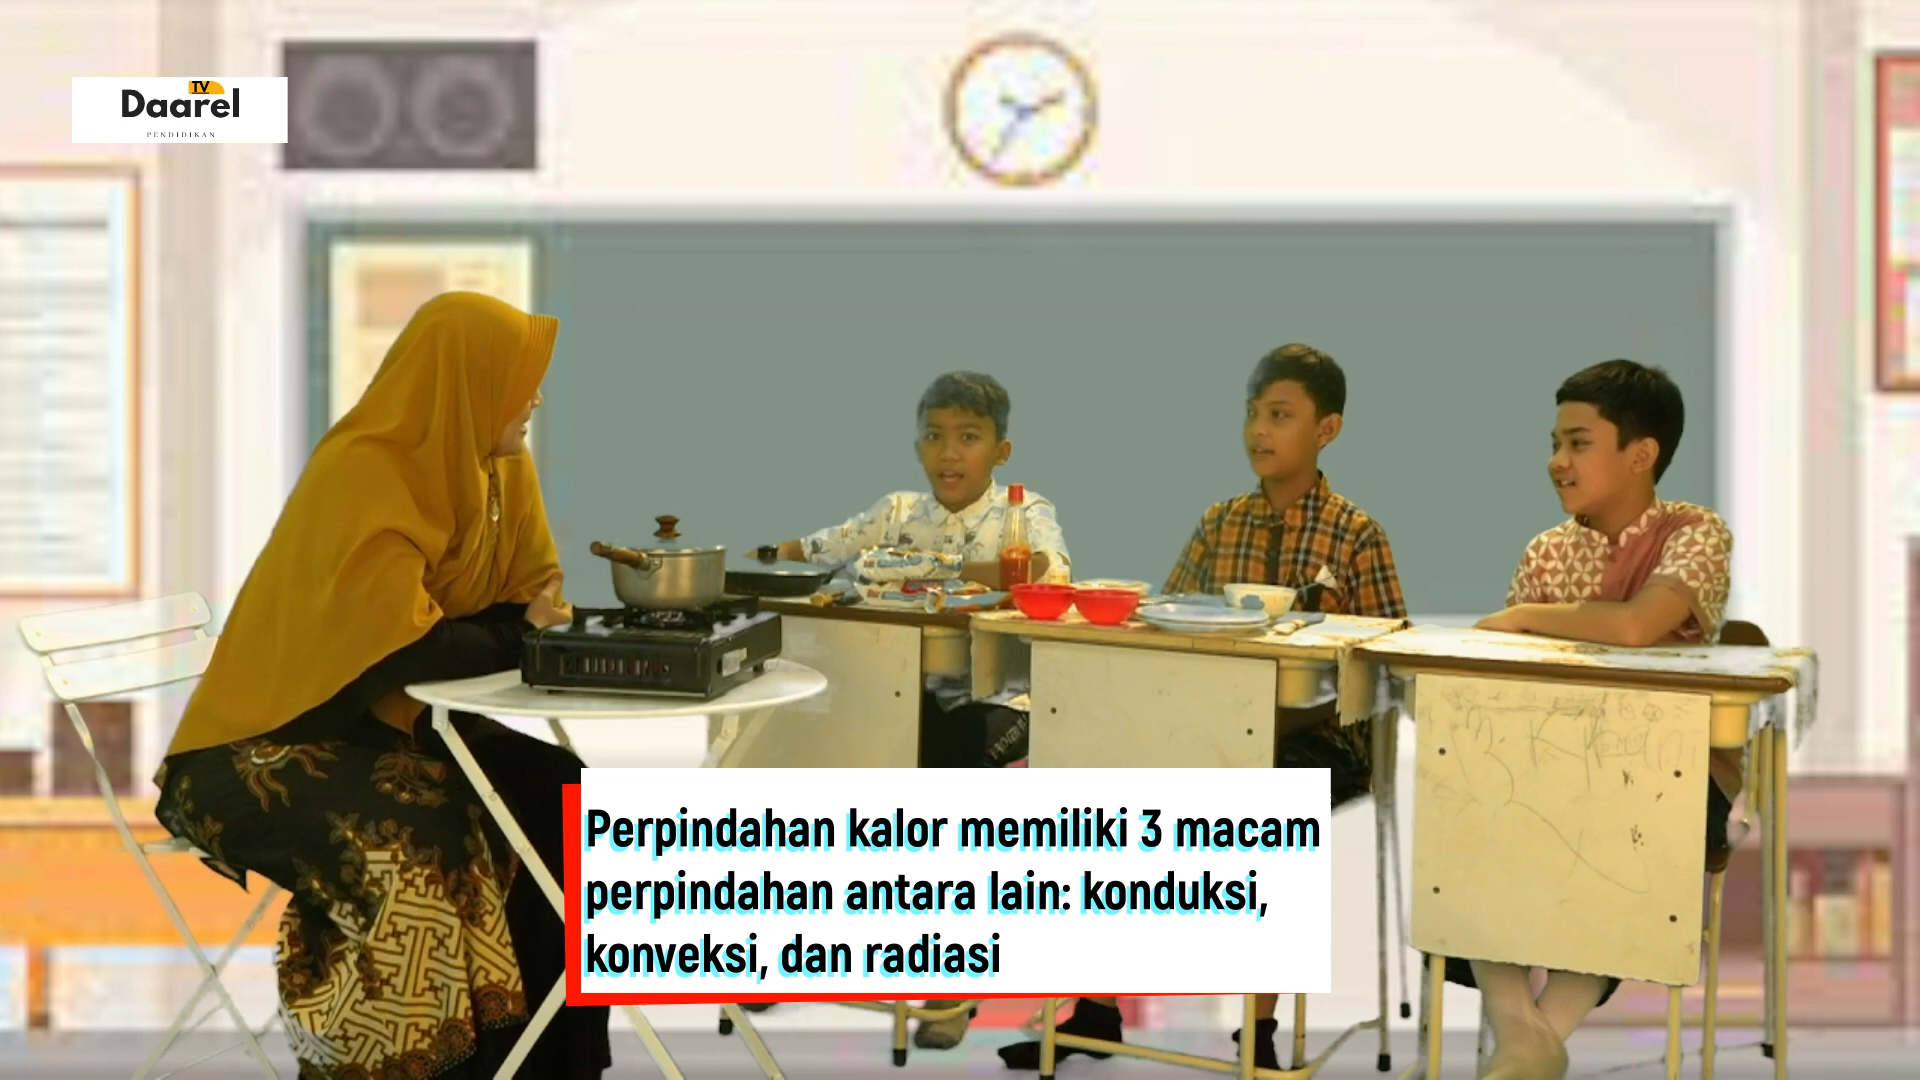 TV
Daarel
PENDIDIKAN
Perpindahan kalor memiliki 3 macam
perpindahan antara lain: konduksi,
konveksi, dan radiasi